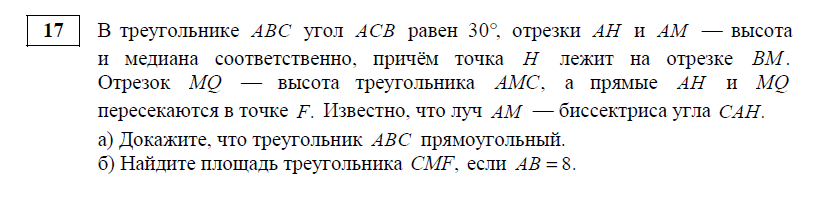 17 В треугольнике ABC угол ACB равен 30°, отрезки AH и AM — высота
и медиана соответственно, причём точка H лежит на отрезке BM.
Отрезок MQ — высота треугольника AMC, а прямые AH и MQ
пересекаются в точке F. Известно, что луч AM — биссектриса угла CAH.
а) Докажите, что треугольник ABC прямоугольный.
б) Найдите площадь треугольника CMF, если AB = 8.